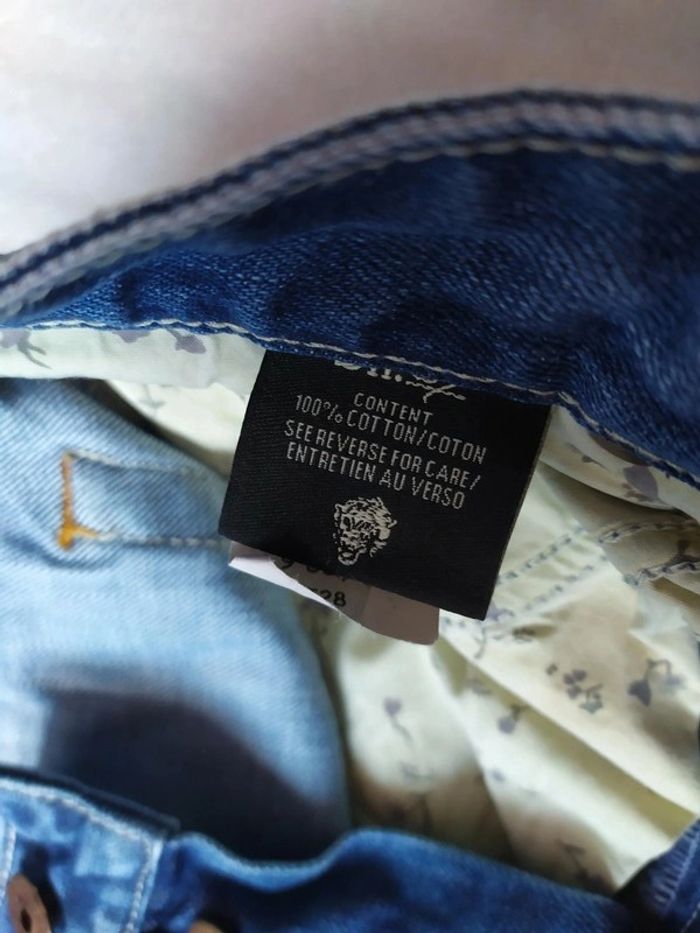 CONTENT
100% COTTON/COTON
SEE REVERSE FOR CARE/
ENTRETIEN AU VERSO